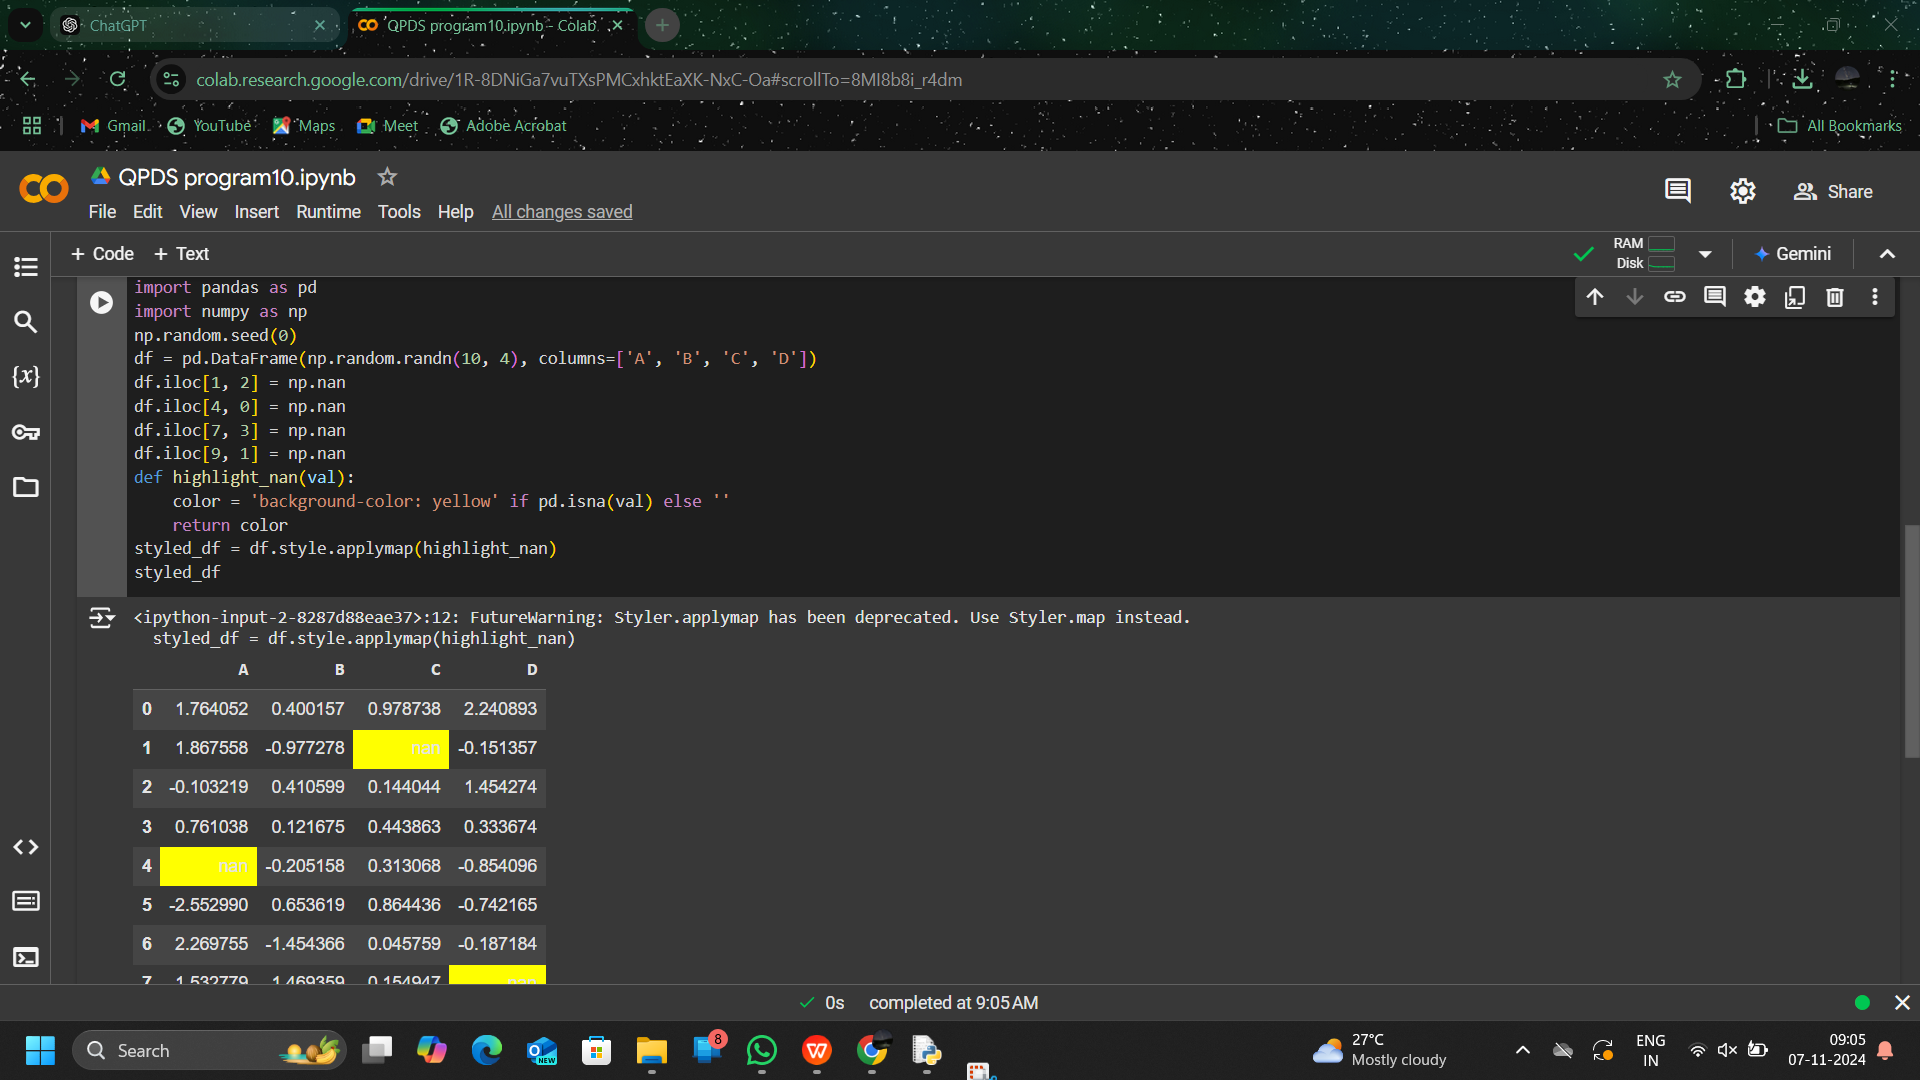 ChatGPT
QPDS program10.ipynb - Colab
colab.research.google.com/drive/1R-8DNiGa7vuTXsPMCxhktEaXK-NxC-Oa#scrollTo=8MI8b8i_r4dm
Gmail YouTube Maps Meet Adobe Acrobat All Bookmarks
QPDS program10.ipynb
Share
File Edit View Insert Runtime Tools Help All changes saved
+ Code + Text
RAM
Disk
Gemini
import pandas as pd
import numpy as np
np.random.seed(0)
df = pd.DataFrame(np.random.randn(10, 4), columns=['A', 'B', 'C', 'D'])
df.iloc[1, 2] = np.nan
df.iloc[4, 0] = np.nan
df.iloc[7, 3] = np.nan
df.iloc[9, 1] = np.nan
def highlight_nan(val):
    color = 'background-color: yellow' if pd.isna(val) else ''
    return color
styled_df = df.style.applymap(highlight_nan)
styled_df
<ipython-input-2-8287d88eae37>:12: FutureWarning: Styler.applymap has been deprecated. Use Styler.map instead.
  styled_df = df.style.applymap(highlight_nan)
A B C D
0 1.764052 0.400157 0.978738 2.240893
1 1.867558 -0.977278 nan -0.151357
2 -0.103219 0.410599 0.144044 1.454274
3 0.761038 0.121675 0.443863 0.333674
4 nan -0.205158 0.313068 -0.854096
5 -2.552990 0.653619 0.864436 -0.742165
6 2.269755 -1.454366 0.045759 -0.187184
7 1.532779 1.469359 0.154947 nan
0s completed at 9:05 AM
Search
NEW
8
27°C
Mostly cloudy
ENG
IN
09:05
07-11-2024